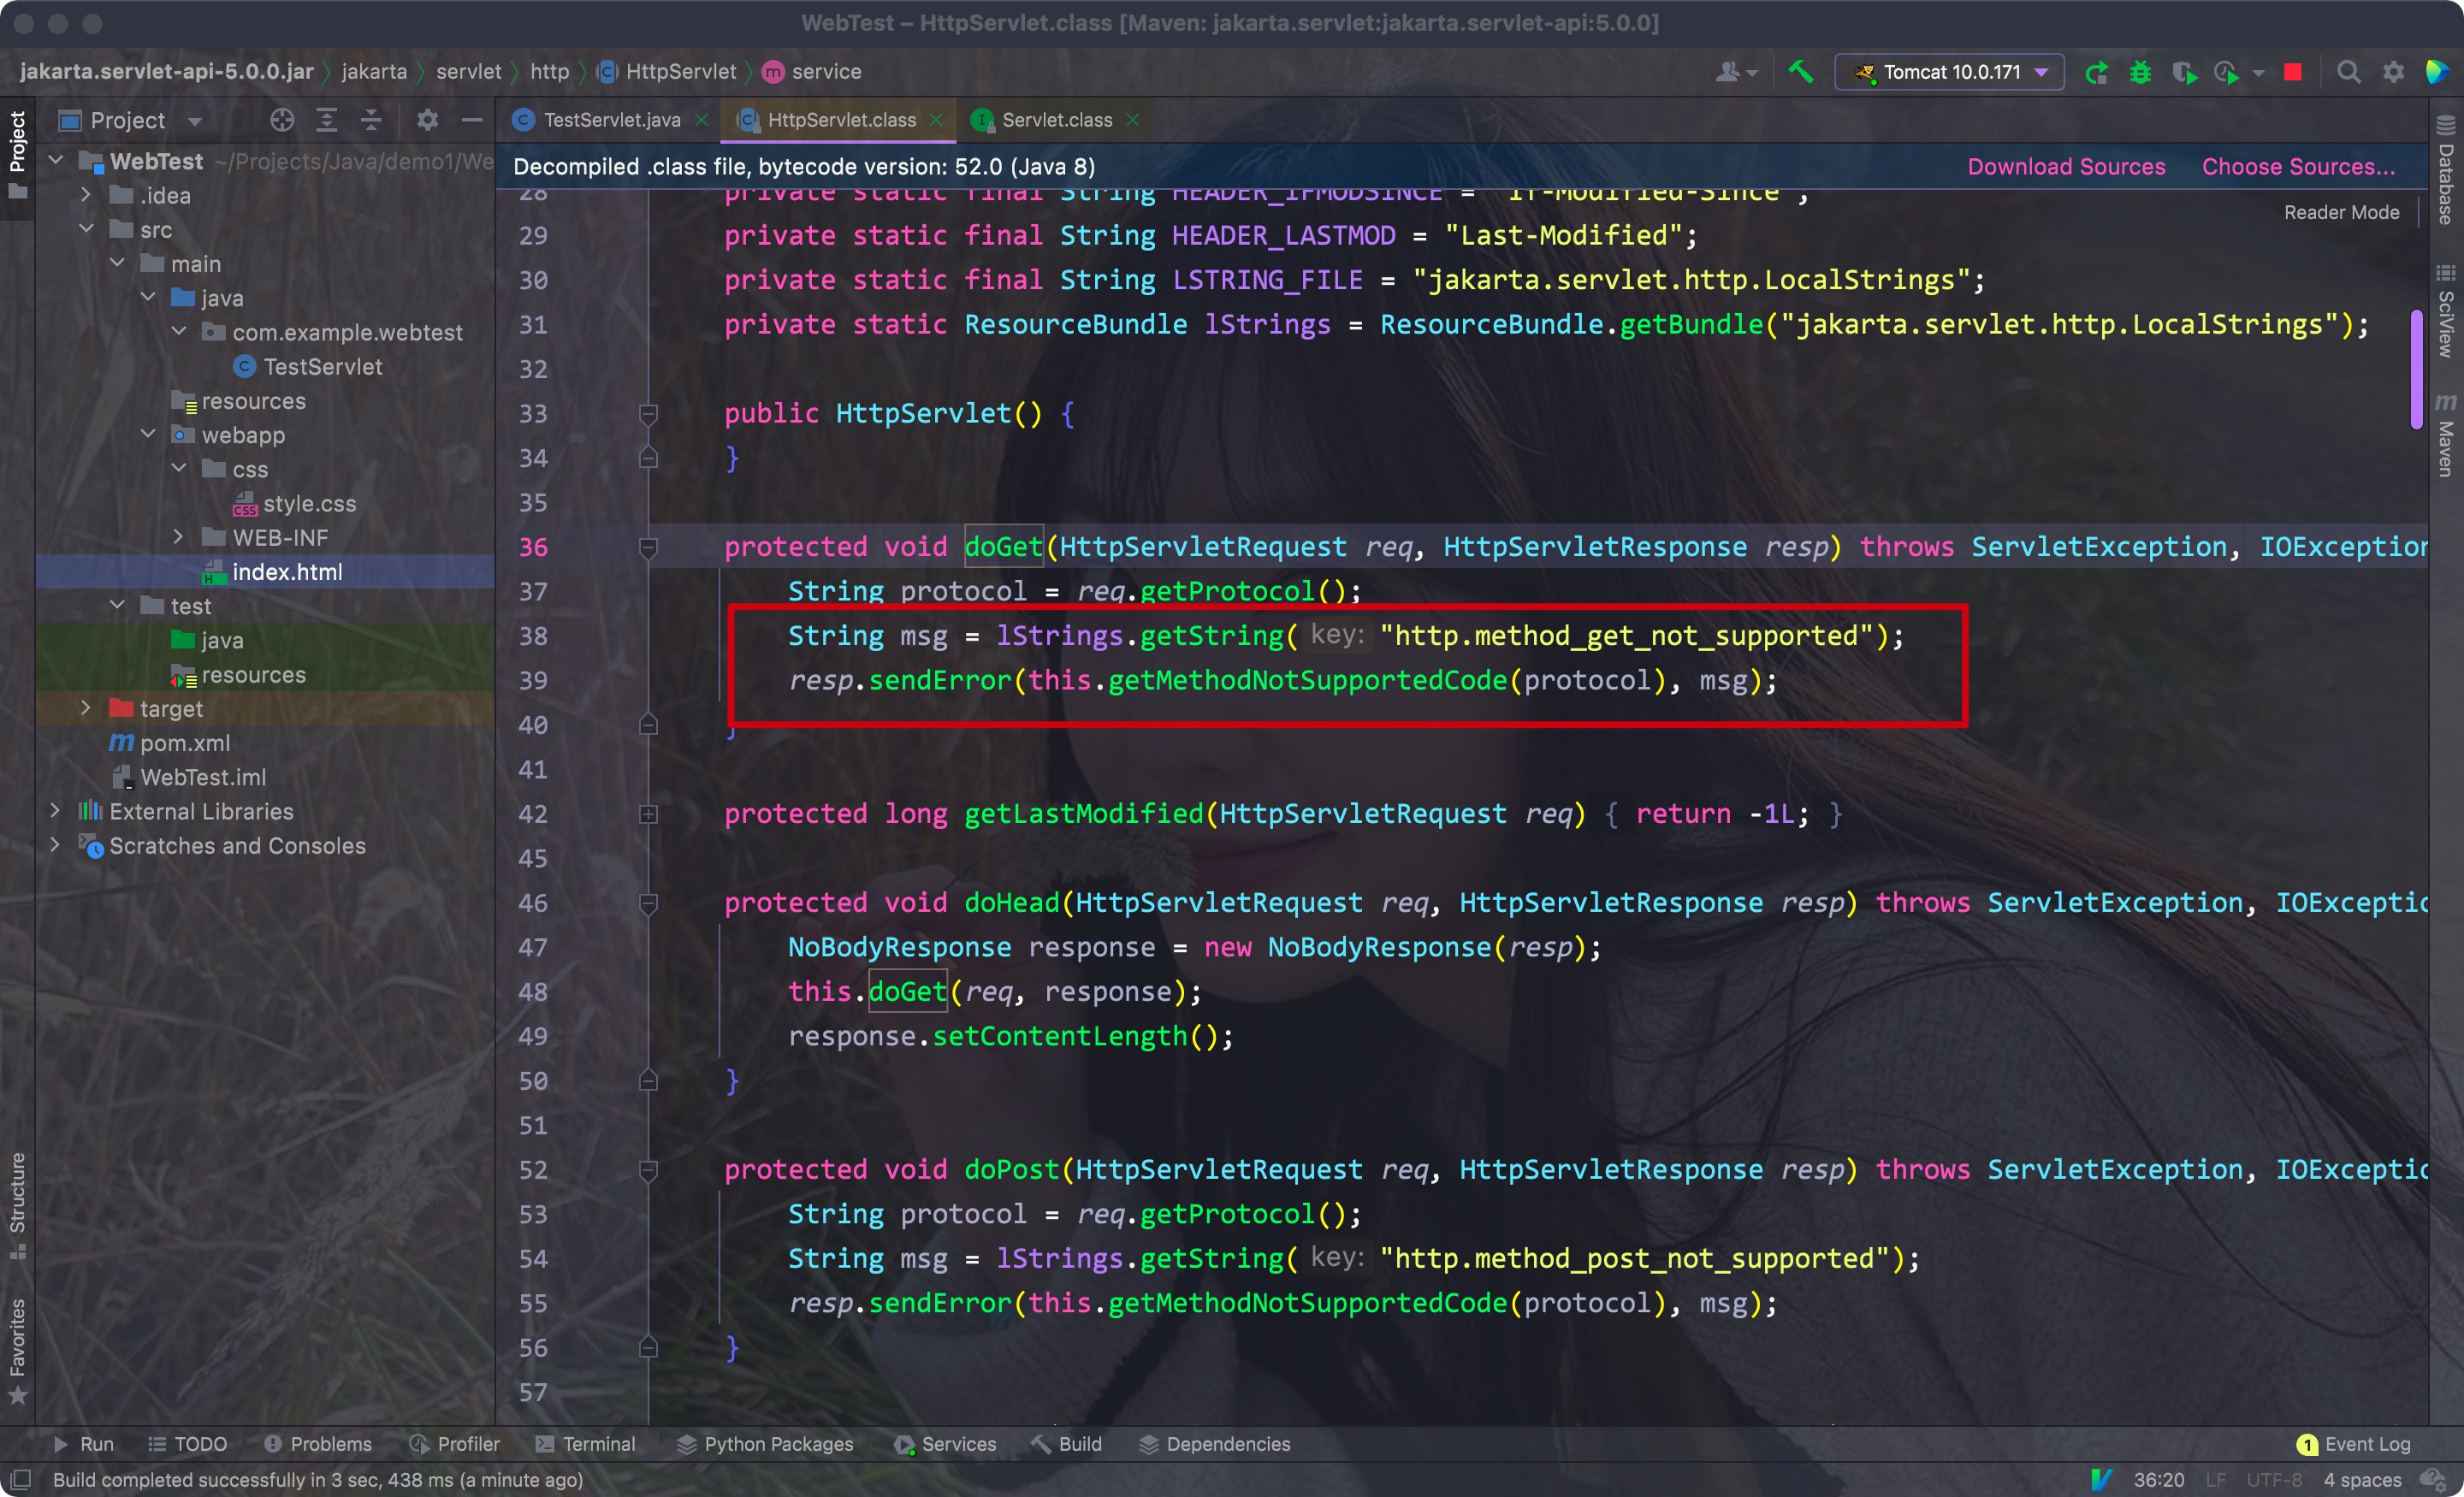 WebTest – HttpServlet.class [Maven: jakarta.servlet:jakarta.servlet-api:5.0.0]
jakarta.servlet-api-5.0.0.jar jakarta servlet http HttpServlet service
Tomcat 10.0.171
Project
Project
WebTest ~/Projects/Java/demo1/We
.idea
src
main
java
com.example.webtest
TestServlet
resources
webapp
css
style.css
WEB-INF
index.html
test
java
resources
target
pom.xml
WebTest.iml
External Libraries
Scratches and Consoles
Structure
Favorites
TestServlet.java HttpServlet.class Servlet.class
Decompiled .class file, bytecode version: 52.0 (Java 8) Download Sources Choose Sources...
Reader Mode
28 private static final String HEADER_IFMODSINCE = "If-Modified-Since";
29 private static final String HEADER_LASTMOD = "Last-Modified";
30 private static final String LSTRING_FILE = "jakarta.servlet.http.LocalStrings";
31 private static ResourceBundle lStrings = ResourceBundle.getBundle("jakarta.servlet.http.LocalStrings");
32
33 public HttpServlet() {
34 }
35
36 protected void doGet(HttpServletRequest req, HttpServletResponse resp) throws ServletException, IOException
37 String protocol = req.getProtocol();
38 String msg = lStrings.getString( key: "http.method_get_not_supported");
39 resp.sendError(this.getMethodNotSupportedCode(protocol), msg);
40 }
41
42 protected long getLastModified(HttpServletRequest req) { return -1L; }
45
46 protected void doHead(HttpServletRequest req, HttpServletResponse resp) throws ServletException, IOExceptio
47 NoBodyResponse response = new NoBodyResponse(resp);
48 this.doGet(req, response);
49 response.setContentLength();
50 }
51
52 protected void doPost(HttpServletRequest req, HttpServletResponse resp) throws ServletException, IOExceptio
53 String protocol = req.getProtocol();
54 String msg = lStrings.getString( key: "http.method_post_not_supported");
55 resp.sendError(this.getMethodNotSupportedCode(protocol), msg);
56 }
57
Database
SciView
Maven
Run TODO Problems Profiler Terminal Python Packages Services Build Dependencies 1 Event Log
Build completed successfully in 3 sec, 438 ms (a minute ago) 36:20 LF UTF-8 4 spaces